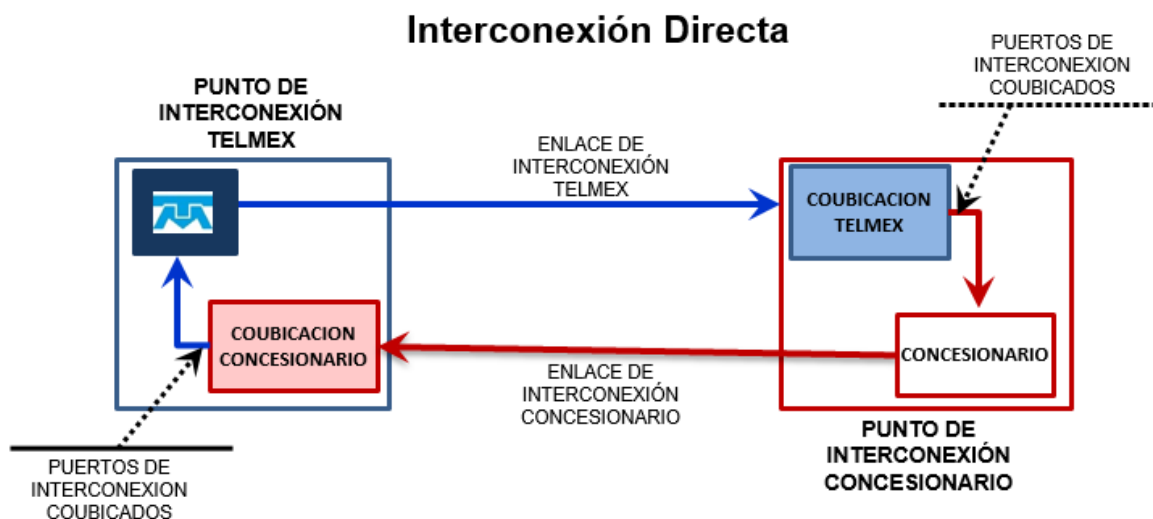 Interconexión Directa
PUERTOS DE
INTERCONEXION
COUBICADOS
PUNTO DE
INTERCONEXIÓN
TELMEX
ENLACE DE
INTERCONEXIÓN
TELMEX
COUBICACION
TELMEX
COUBICACION
CONCESIONARIO
CONCESIONARIO
ENLACE DE
INTERCONEXIÓN
CONCESIONARIO
PUNTO DE
INTERCONEXIÓN
CONCESIONARIO
PUERTOS DE
INTERCONEXION
COUBICADOS